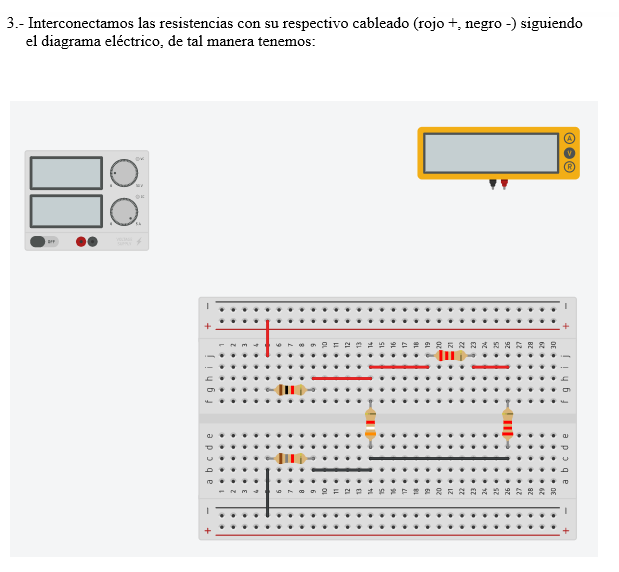 3.- Interconectamos las resistencias con su respectivo cableado (rojo +, negro -) siguiendo
el diagrama eléctrico, de tal manera tenemos:
A
V
R
OFF
- -
+ +
1 2 3 4 6 7 8 9 10 11 12 13 14 15 16 17 18 19 20 21 22 23 24 25 26 27 28 29 30
j j
i i
h h
g g
f f
e e
d d
c c
b b
a a
1 2 3 4 6 7 8 9 10 11 12 13 14 15 16 17 18 19 20 21 22 23 24 25 26 27 28 29 30
- -
+ +